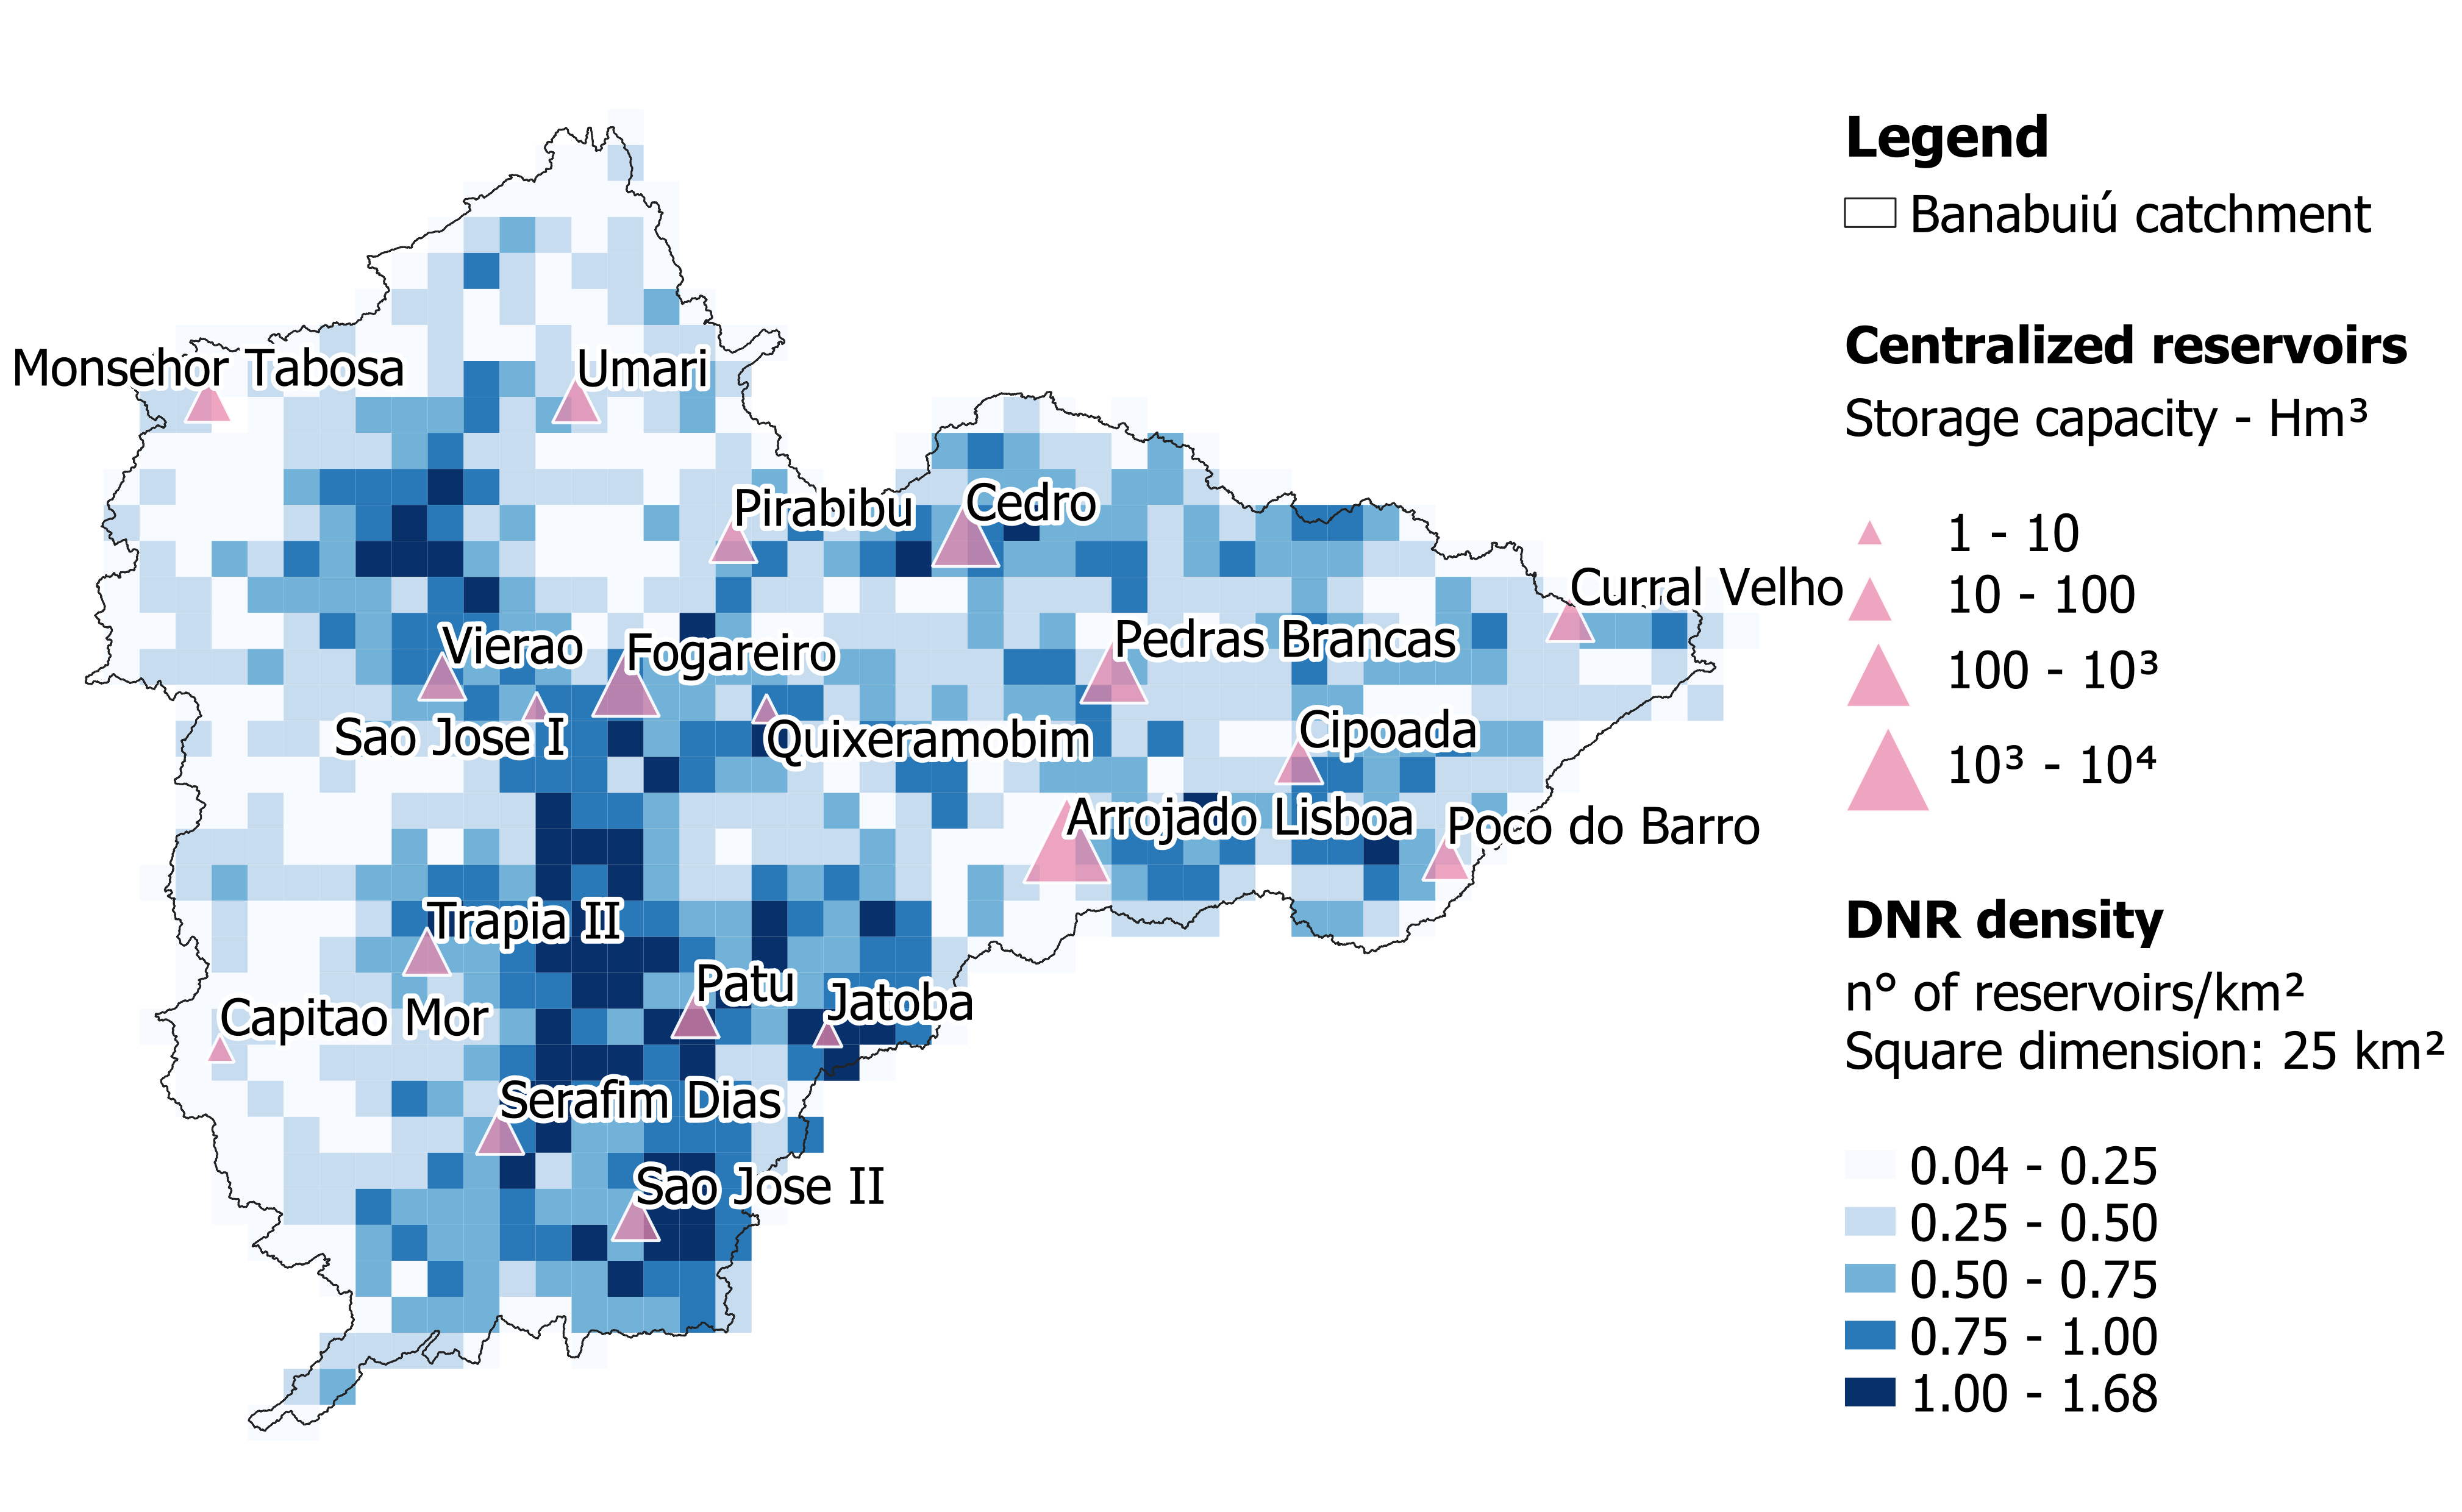 Legend
Banabuiú catchment
Centralized reservoirs
Storage capacity - Hm³
1 - 10
10 - 100
100 - 10³
10³ - 10⁴
DNR density
n° of reservoirs/km²
Square dimension: 25 km²
0.04 - 0.25
0.25 - 0.50
0.50 - 0.75
0.75 - 1.00
1.00 - 1.68
Monsehor Tabosa
Umari
Pirabibu
Cedro
Curral Velho
Vierao
Fogareiro
Pedras Brancas
Sao Jose I
Quixeramobim
Cipoada
Arrojado Lisboa
Poco do Barro
Trapia II
Patu
Jatoba
Capitao Mor
Serafim Dias
Sao Jose II